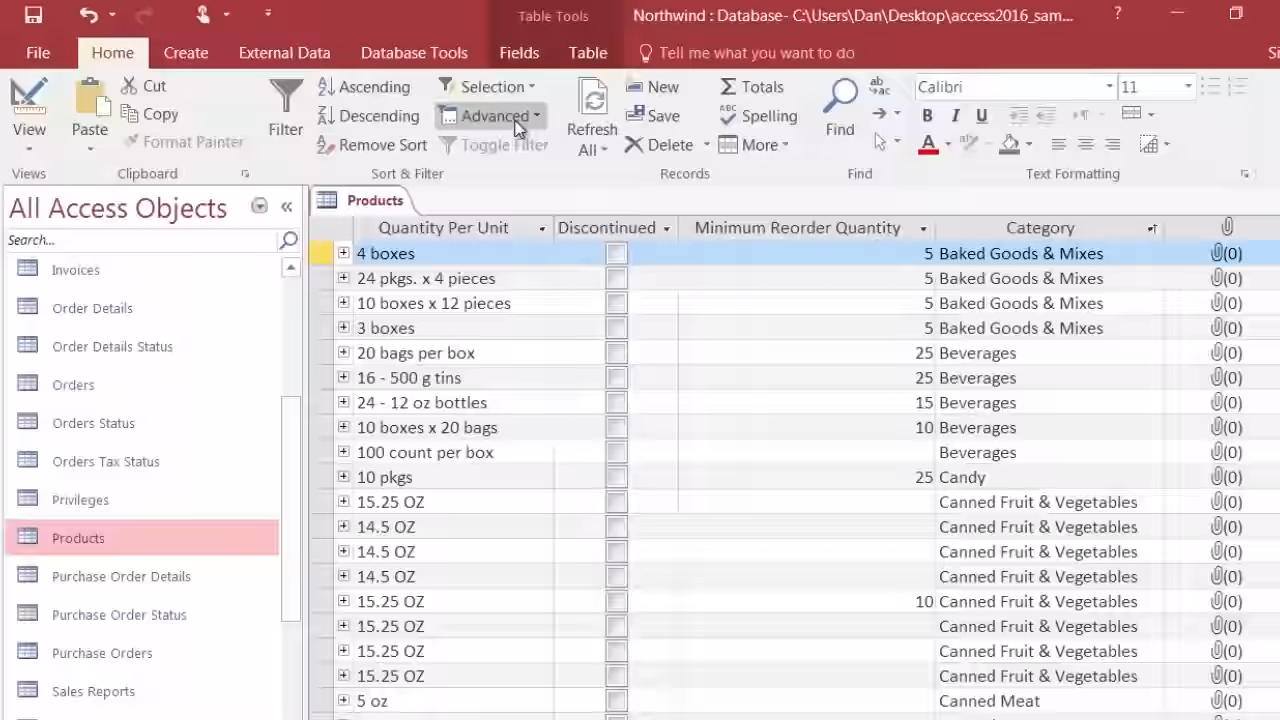 Table Tools
Northwind : Database- C:\Users\Dan\Desktop\access2016_sam...
?
File Home Create External Data Database Tools Fields Table Tell me what you want to do Si
View
Paste
Cut
Copy
Format Painter
Filter
Ascending
Descending
Remove Sort
Selection
Advanced
Toggle Filter
Refresh
All
New
Save
Delete
Totals
Spelling
More
Find
Calibri 11
B I U
A
Views Clipboard Sort & Filter Records Find Text Formatting
All Access Objects
Search...
Invoices
Order Details
Order Details Status
Orders
Orders Status
Orders Tax Status
Privileges
Products
Purchase Order Details
Purchase Order Status
Purchase Orders
Sales Reports
Products
Quantity Per Unit Discontinued Minimum Reorder Quantity Category
4 boxes 5 Baked Goods & Mixes (0)
24 pkgs. x 4 pieces 5 Baked Goods & Mixes (0)
10 boxes x 12 pieces 5 Baked Goods & Mixes (0)
3 boxes 5 Baked Goods & Mixes (0)
20 bags per box 25 Beverages (0)
16 - 500 g tins 25 Beverages (0)
24 - 12 oz bottles 15 Beverages (0)
10 boxes x 20 bags 10 Beverages (0)
100 count per box Beverages (0)
10 pkgs 25 Candy (0)
15.25 OZ Canned Fruit & Vegetables (0)
14.5 OZ Canned Fruit & Vegetables (0)
14.5 OZ Canned Fruit & Vegetables (0)
14.5 OZ Canned Fruit & Vegetables (0)
15.25 OZ 10 Canned Fruit & Vegetables (0)
15.25 OZ Canned Fruit & Vegetables (0)
15.25 OZ Canned Fruit & Vegetables (0)
15.25 OZ Canned Fruit & Vegetables (0)
5 oz Canned Meat (0)